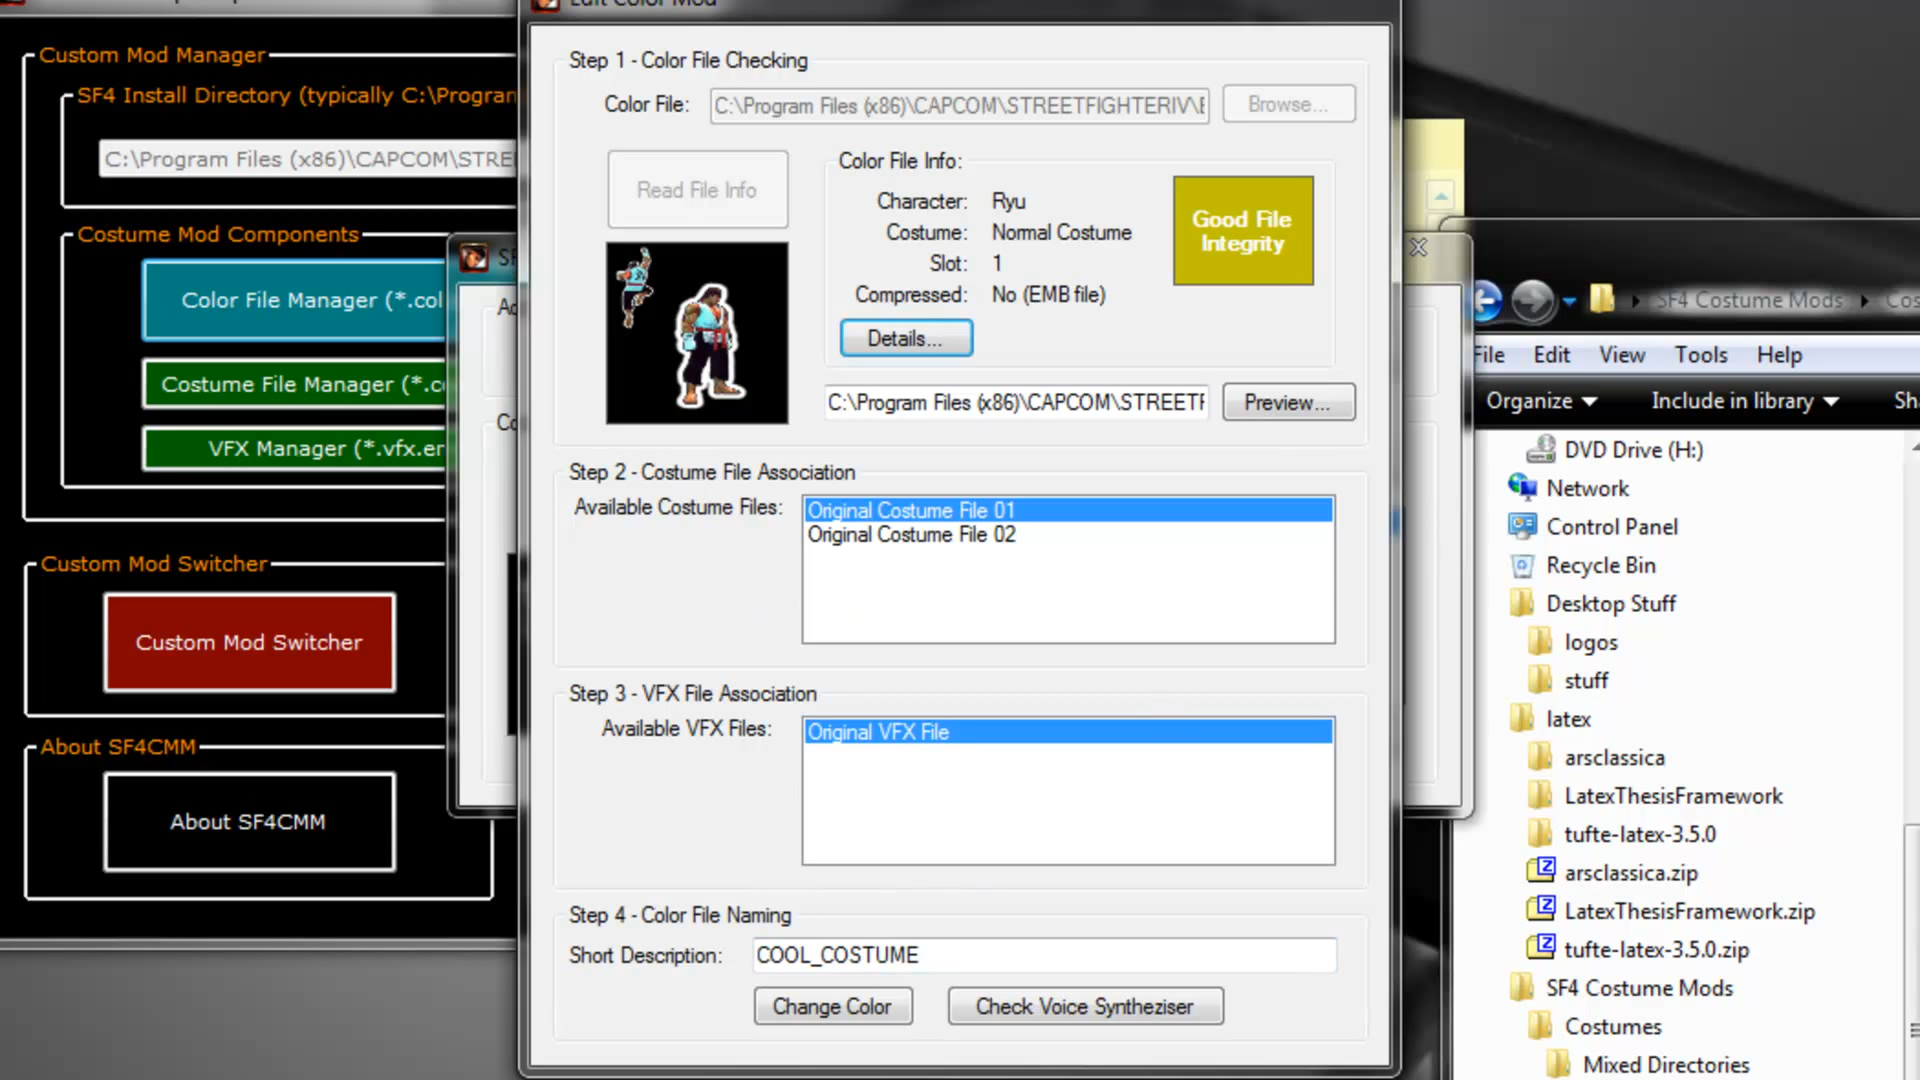 Custom Mod Manager
SF4 Install Directory (typically C:\Progran
C:\Program Files (x86)\CAPCOM\STREE
Costume Mod Components
Color File Manager (*.col
Costume File Manager (*.c
VFX Manager (*.vfx.er
Custom Mod Switcher
Custom Mod Switcher
About SF4CMM
About SF4CMM
Edit Color Mod
Step 1 - Color File Checking
Color File:
C:\Program Files (x86)\CAPCOM\STREETFIGHTERIV\E
Browse...
Read File Info
Color File Info:
Character: Ryu
Costume: Normal Costume
Slot: 1
Compressed: No (EMB file)
Good File
Integrity
Details...
C:\Program Files (x86)\CAPCOM\STREETF
Preview...
Step 2 - Costume File Association
Available Costume Files:
Original Costume File 01
Original Costume File 02
Step 3 - VFX File Association
Available VFX Files:
Original VFX File
Step 4 - Color File Naming
Short Description:
COOL_COSTUME
Change Color
Check Voice Syntheziser
SF4 Costume Mods
Cos
File Edit View Tools Help
Organize Include in library Sh
DVD Drive (H:)
Network
Control Panel
Recycle Bin
Desktop Stuff
logos
stuff
latex
arsclassica
LatexThesisFramework
tufte-latex-3.5.0
arsclassica.zip
LatexThesisFramework.zip
tufte-latex-3.5.0.zip
SF4 Costume Mods
Costumes
Mixed Directories